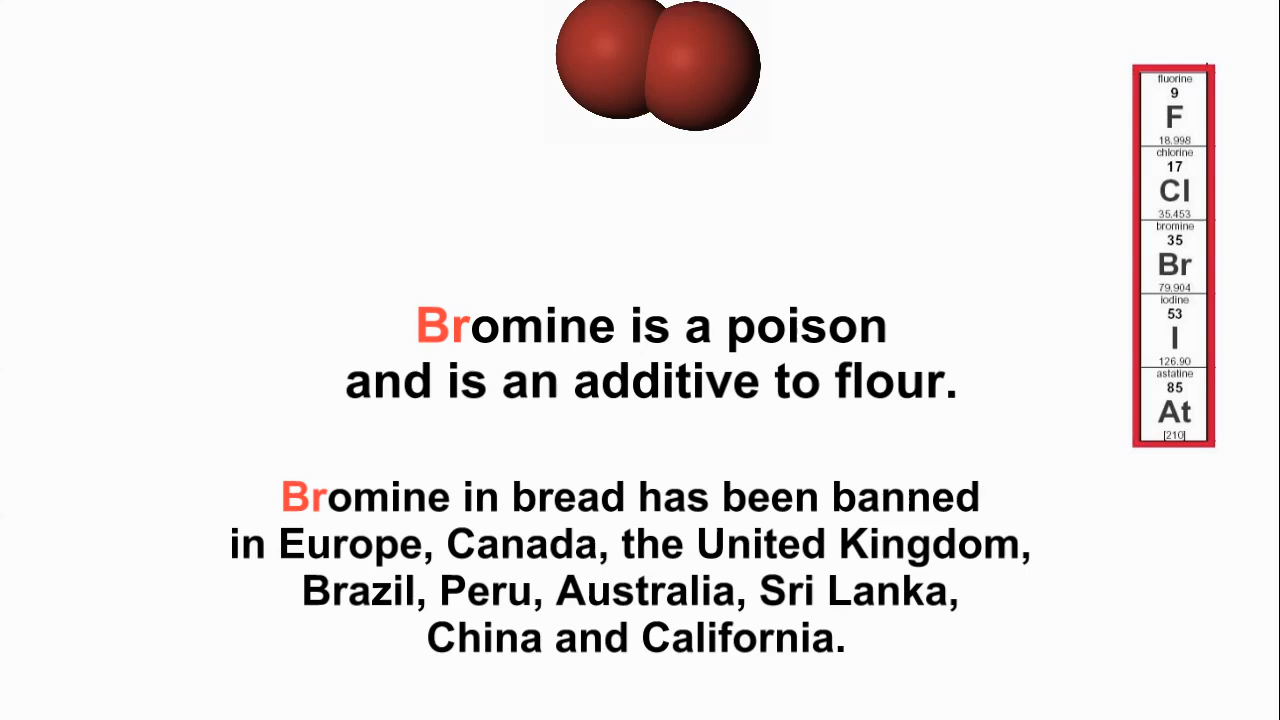 Bromine is a poison
and is an additive to flour.
Bromine in bread has been banned
in Europe, Canada, the United Kingdom,
Brazil, Peru, Australia, Sri Lanka,
China and California.
fluorine
9
F
18.998
chlorine
17
Cl
35.453
bromine
35
Br
79.904
iodine
53
I
126.90
astatine
85
At
[210]